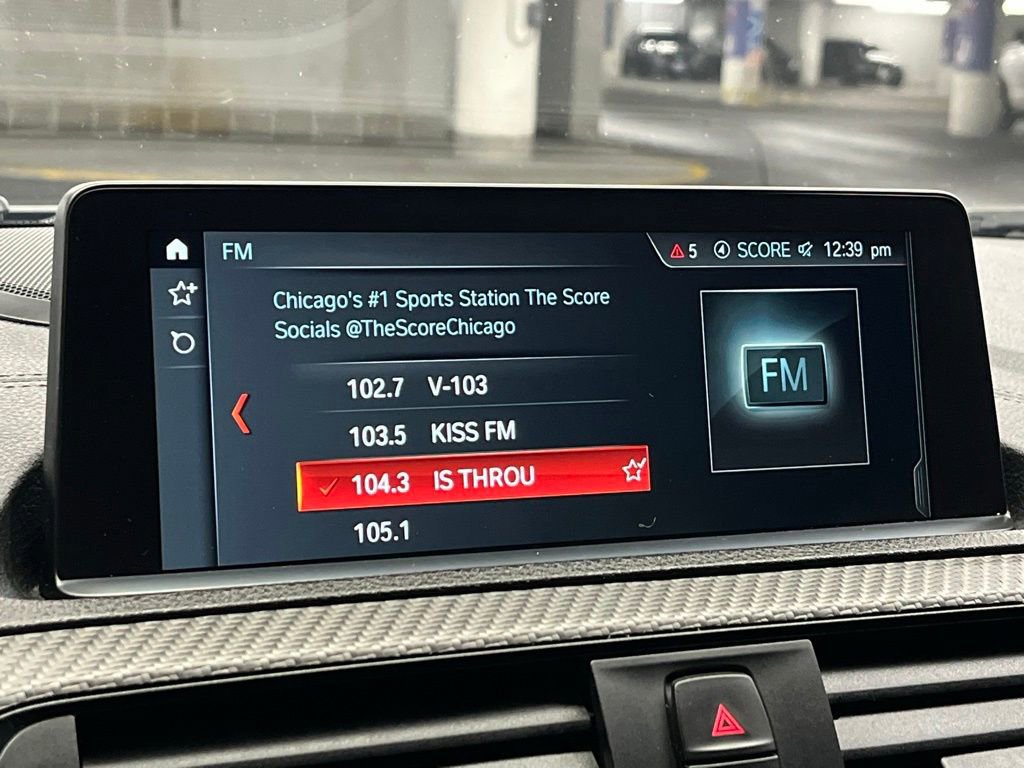 FM
5 4 SCORE 12:39 pm
Chicago's #1 Sports Station The Score
Socials @TheScoreChicago
102.7 V-103
103.5 KISS FM
104.3 IS THROU
105.1
FM